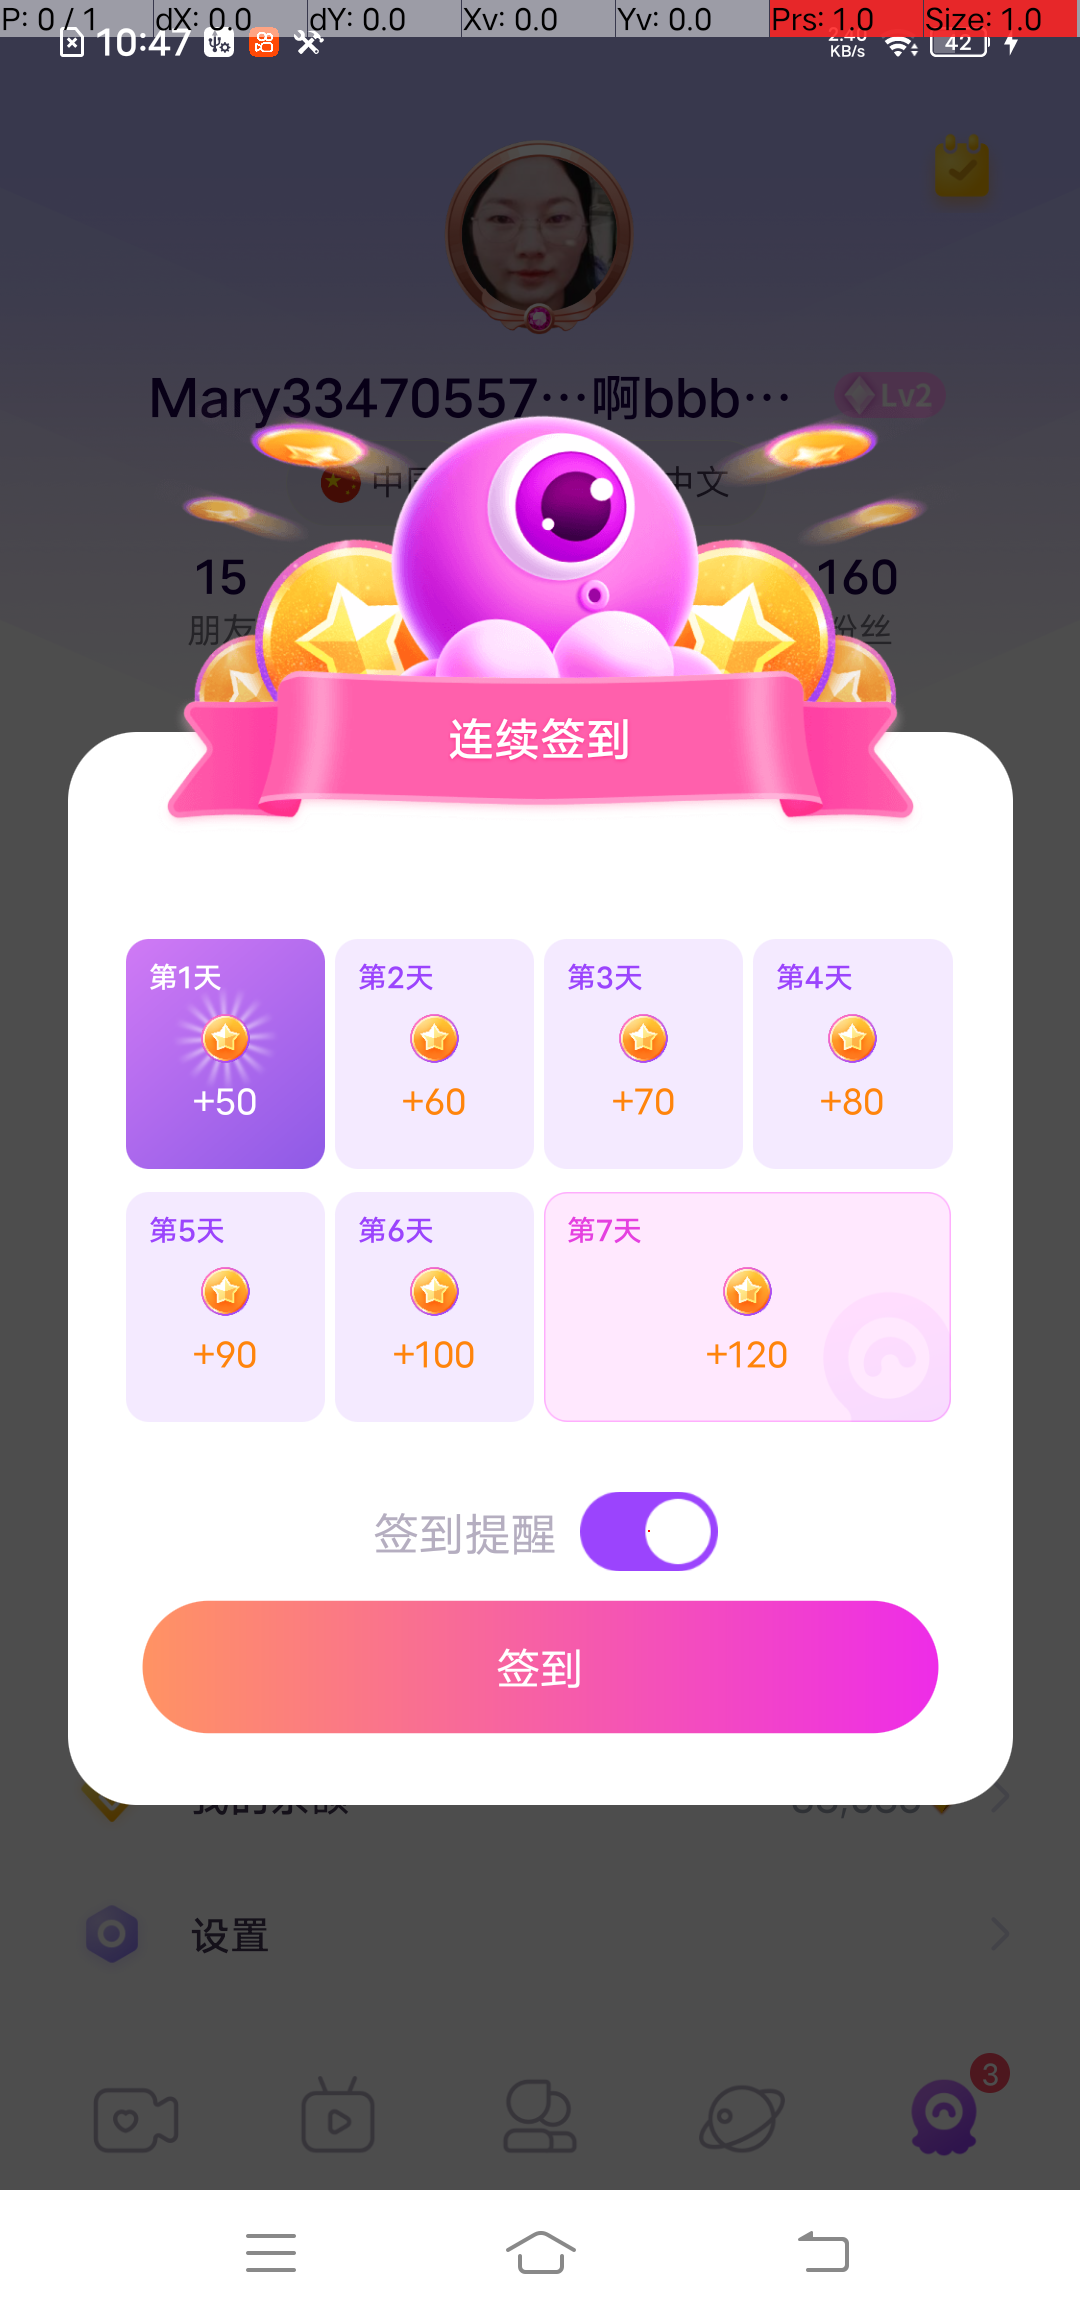 P: 0 / 1 dX: 0.0 dY: 0.0 Xv: 0.0 Yv: 0.0 Prs: 1.0 Size: 1.0
10:47 KB/s 42
Mary33470557···啊bbb··· Lv2
中 中文
15 160
朋友 粉丝
连续签到
第1天 第2天 第3天 第4天
+50 +60 +70 +80
第5天 第6天 第7天
+90 +100 +120
签到提醒
签到
我的余额
设置
3